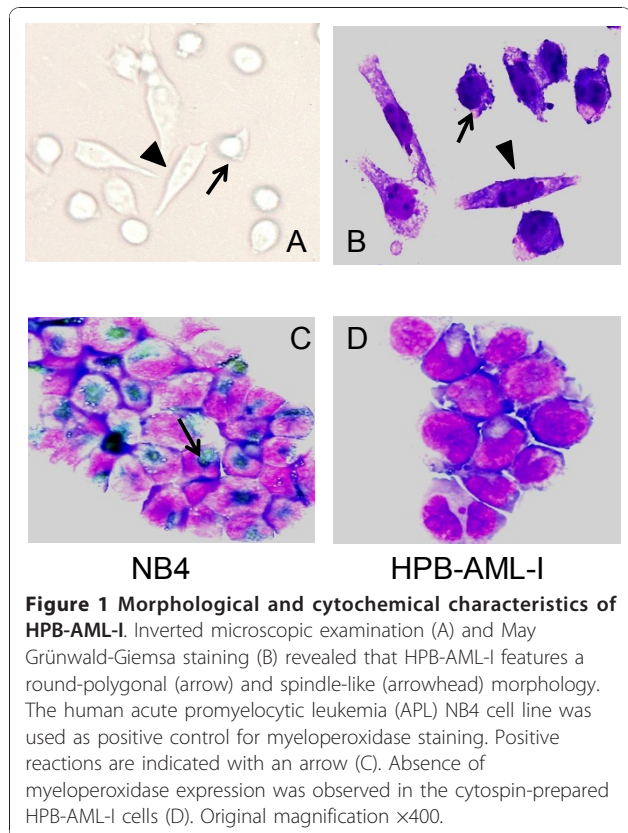 A
B
C
D
NB4
HPB-AML-I
Figure 1 Morphological and cytochemical characteristics of
HPB-AML-I. Inverted microscopic examination (A) and May
Grünwald-Giemsa staining (B) revealed that HPB-AML-I features a
round-polygonal (arrow) and spindle-like (arrowhead) morphology.
The human acute promyelocytic leukemia (APL) NB4 cell line was
used as positive control for myeloperoxidase staining. Positive
reactions are indicated with an arrow (C). Absence of
myeloperoxidase expression was observed in the cytospin-prepared
HPB-AML-I cells (D). Original magnification ×400.